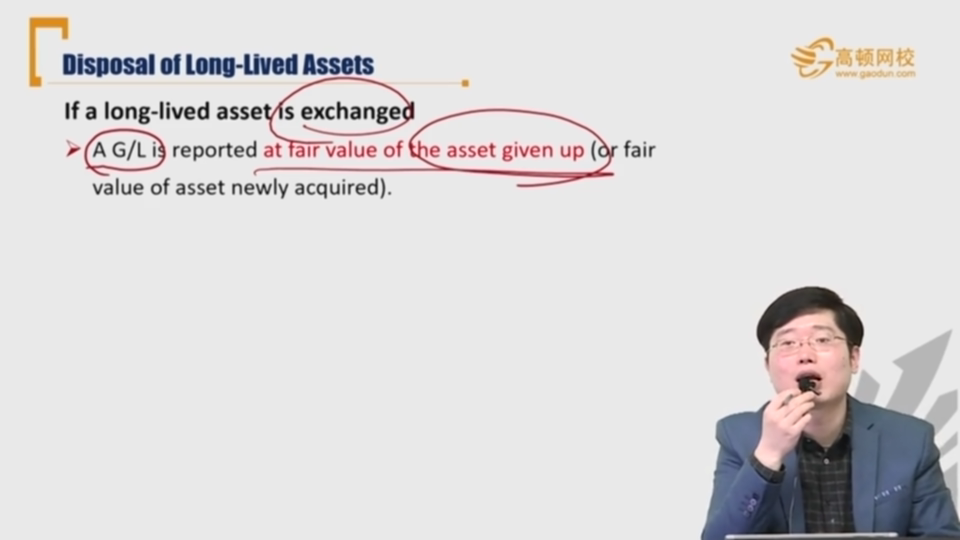 Disposal of Long-Lived Assets
高顿网校
www.gaodun.com
If a long-lived asset is exchanged
A G/L is reported at fair value of the asset given up (or fair
value of asset newly acquired).